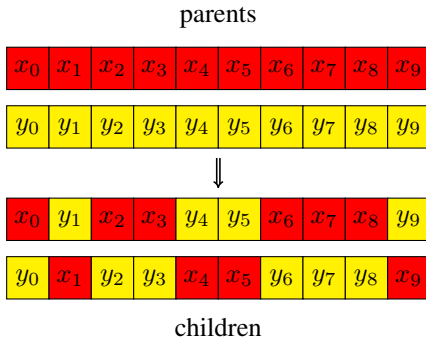 parents
x₀ x₁ x₂ x₃ x₄ x₅ x₆ x₇ x₈ x₉
y₀ y₁ y₂ y₃ y₄ y₅ y₆ y₇ y₈ y₉
⇓
x₀ y₁ x₂ x₃ y₄ y₅ x₆ x₇ x₈ y₉
y₀ x₁ y₂ y₃ x₄ x₅ y₆ y₇ y₈ x₉
children